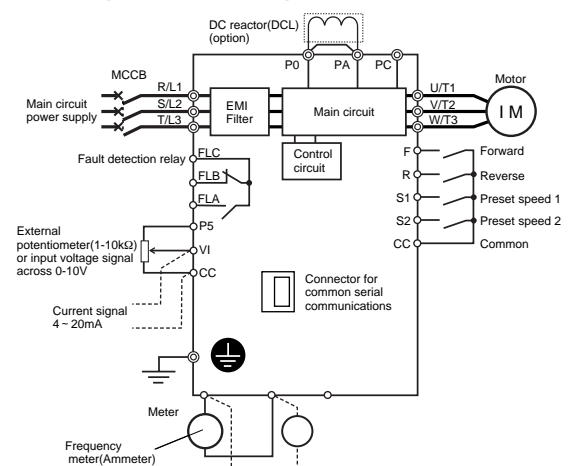 DC reactor(DCL)
(option)
P0
PA
PC
MCCB
R/L1
S/L2
T/L3
Main circuit
power supply
EMI
Filter
Main circuit
Control
circuit
U/T1
V/T2
W/T3
Motor
I M
Fault detection relay
FLC
FLB
FLA
F
Forward
R
Reverse
S1
Preset speed 1
S2
Preset speed 2
CC
Common
P5
External
potentiometer(1-10kΩ)
or input voltage signal
across 0-10V
VI
CC
Connector for
common serial
communications
Current signal
4 ~ 20mA
Meter
Frequency
meter(Ammeter)